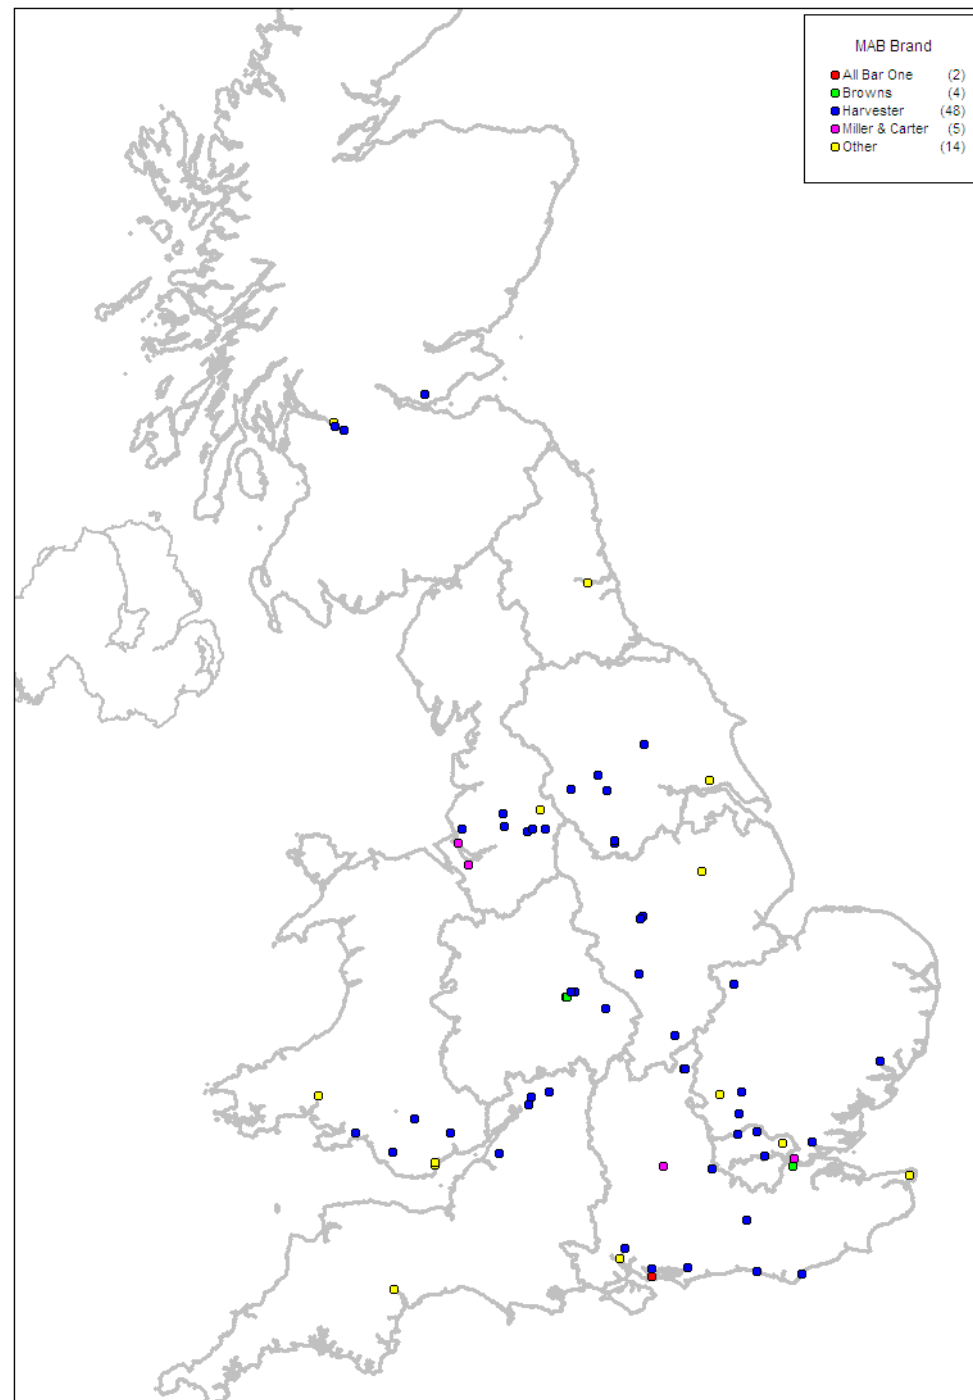 MAB Brand
All Bar One (2)
Browns (4)
Harvester (48)
Miller & Carter (5)
Other (14)